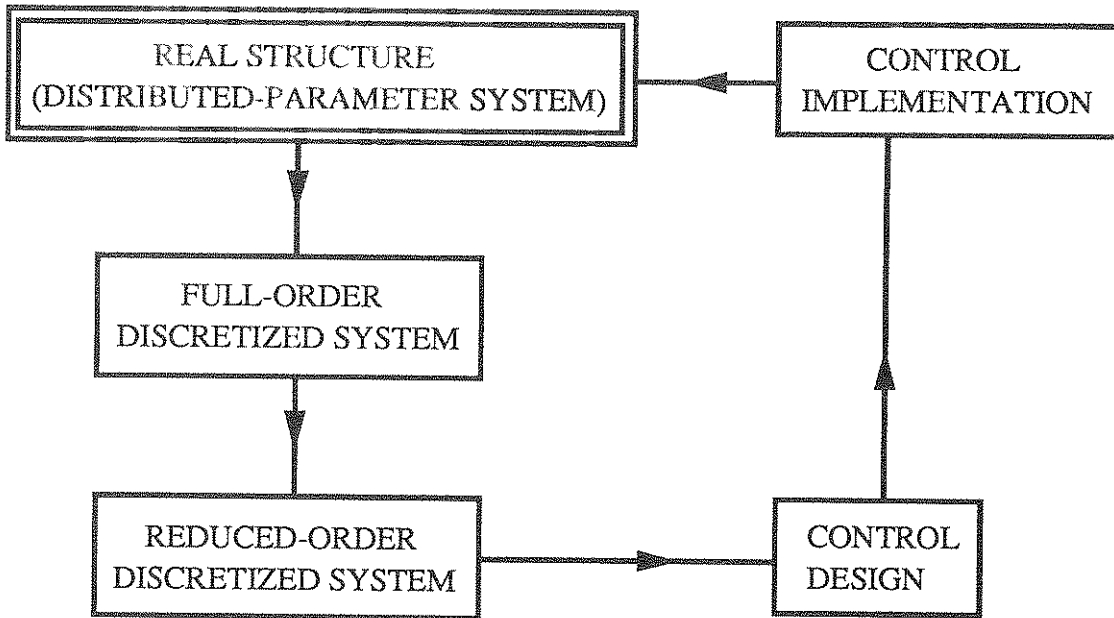 REAL STRUCTURE
(DISTRIBUTED-PARAMETER SYSTEM)
CONTROL
IMPLEMENTATION
FULL-ORDER
DISCRETIZED SYSTEM
REDUCED-ORDER
DISCRETIZED SYSTEM
CONTROL
DESIGN